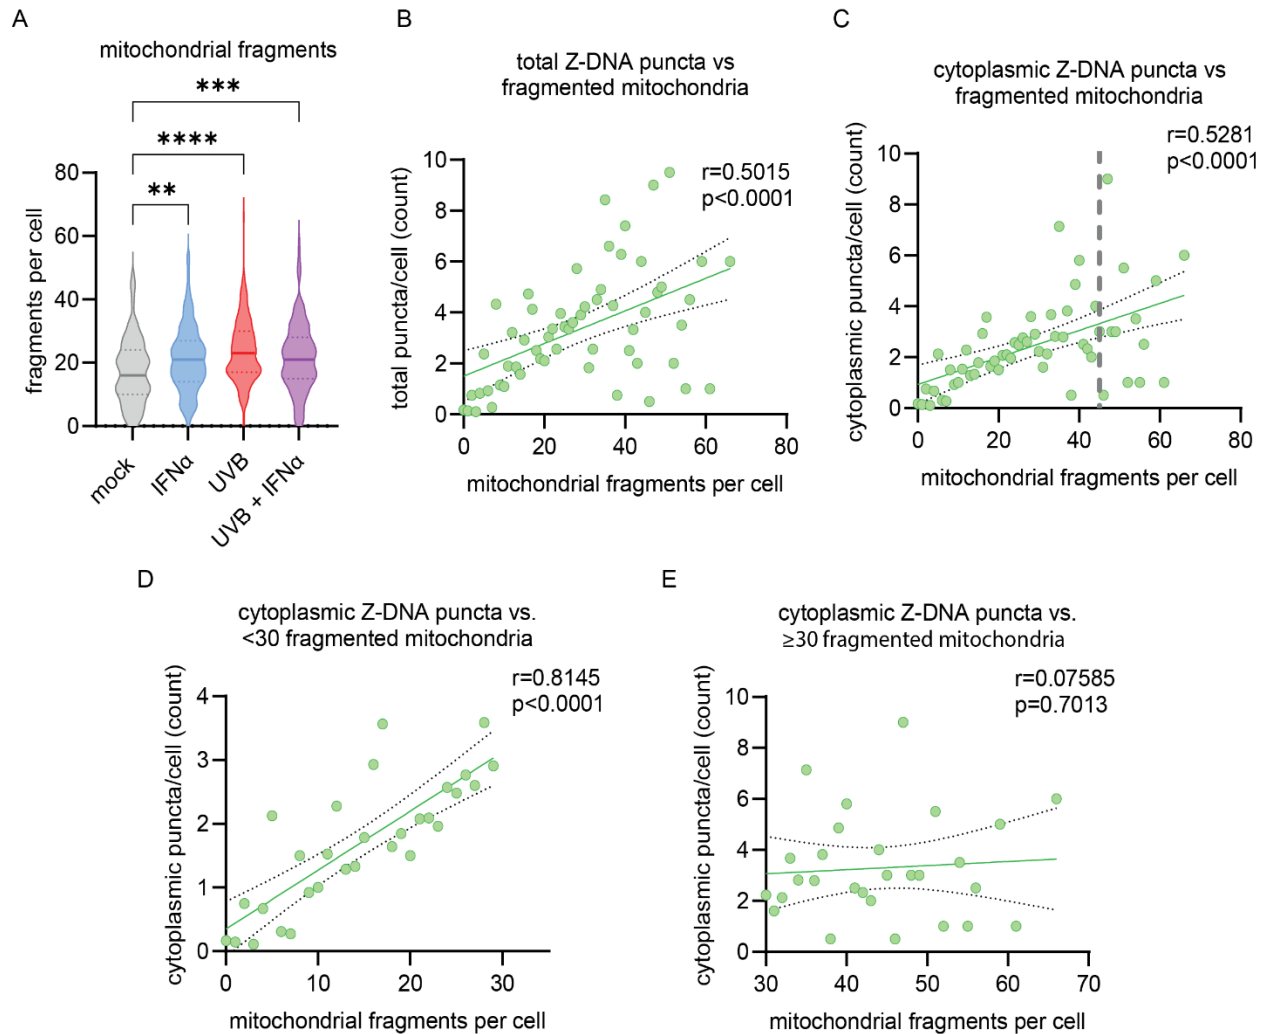 A
mitochondrial fragments
***
****
**
fragments per cell
80
60
40
20
0
mock
IFNα
UVB
UVB + IFNα
B
total Z-DNA puncta vs
fragmented mitochondria
r=0.5015
p<0.0001
total puncta/cell (count)
10
8
6
4
2
0
0 20 40 60 80
mitochondrial fragments per cell
C
cytoplasmic Z-DNA puncta vs
fragmented mitochondria
r=0.5281
p<0.0001
cytoplasmic puncta/cell (count)
10
8
6
4
2
0
0 20 40 60 80
mitochondrial fragments per cell
D
cytoplasmic Z-DNA puncta vs.
<30 fragmented mitochondria
r=0.8145
p<0.0001
cytoplasmic puncta/cell (count)
4
3
2
1
0
0 10 20 30
mitochondrial fragments per cell
E
cytoplasmic Z-DNA puncta vs.
≥30 fragmented mitochondria
r=0.07585
p=0.7013
cytoplasmic puncta/cell (count)
10
8
6
4
2
0
30 40 50 60 70
mitochondrial fragments per cell